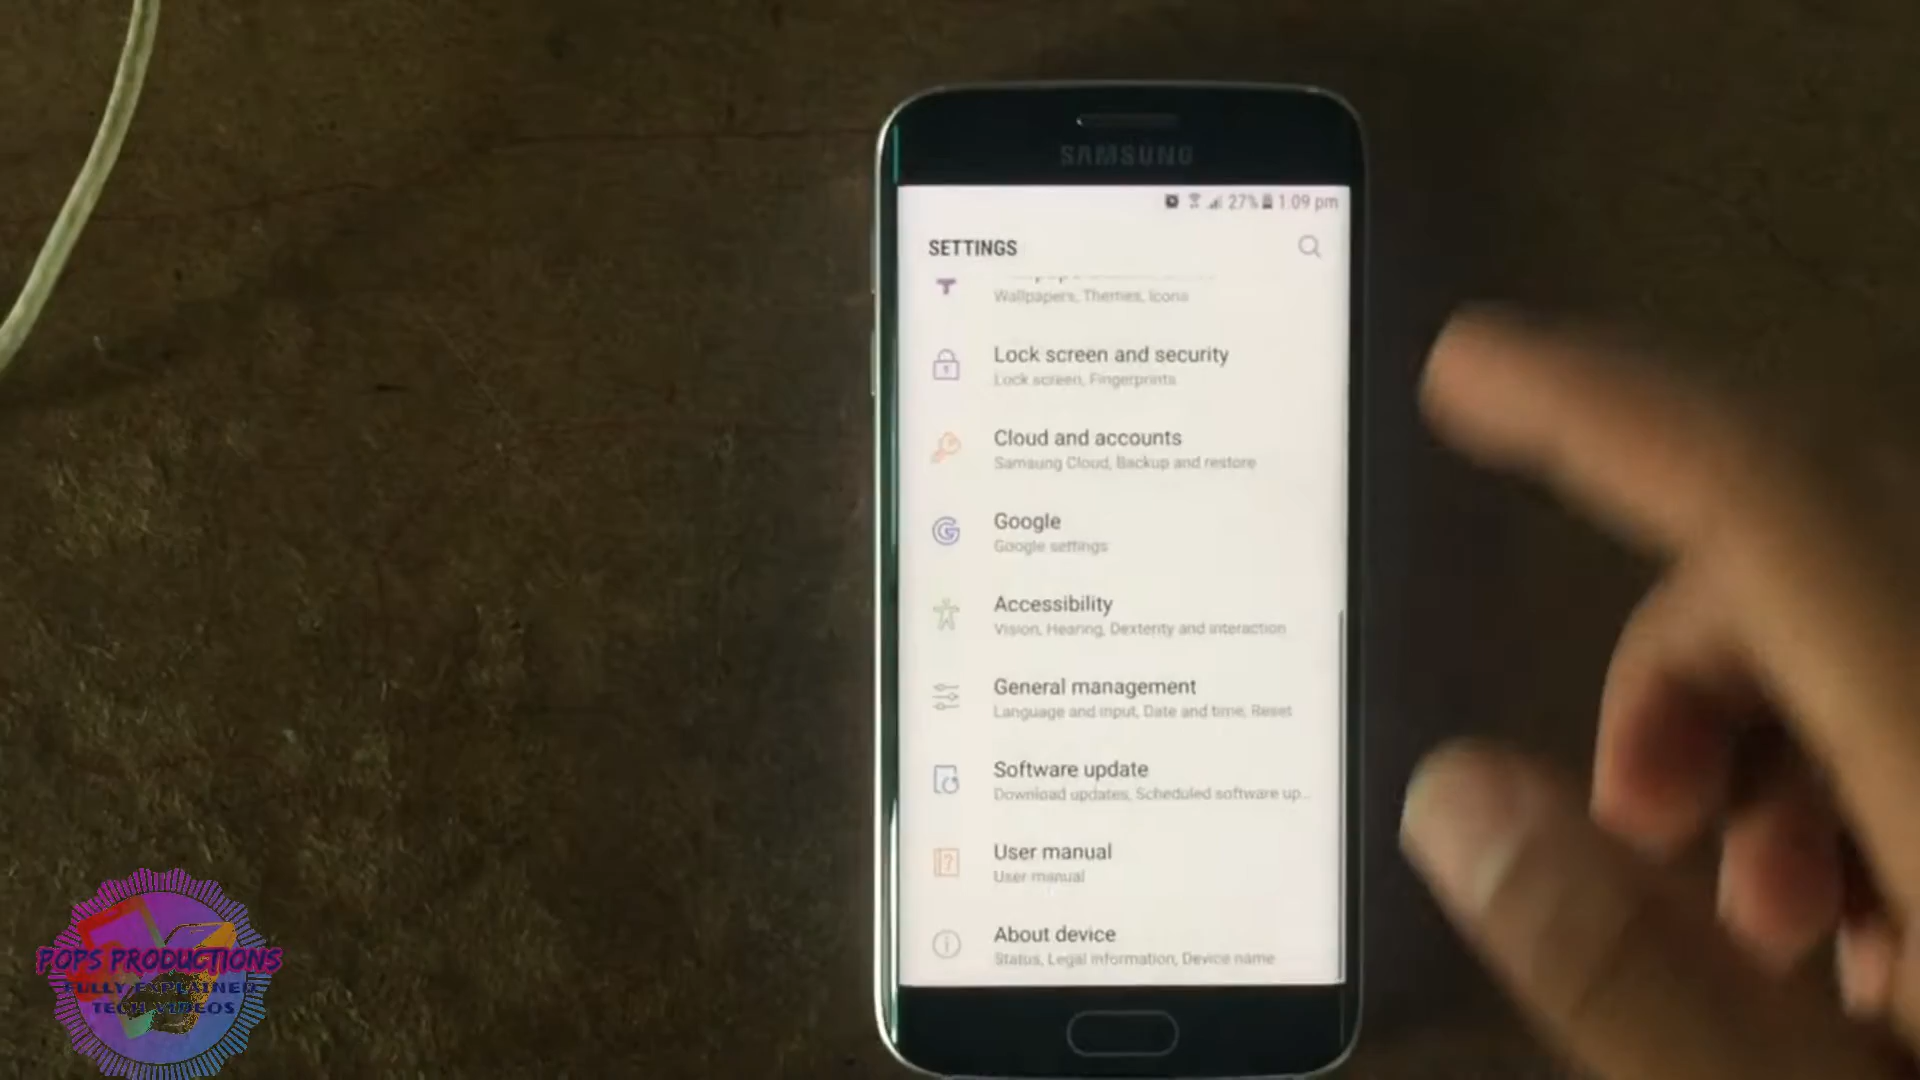 SAMSUNG
27% 1.09 pm
SETTINGS
Wallpapers, Themes, Icons
Lock screen and security
Lock screen, Fingerprints
Cloud and accounts
Samsung Cloud, Backup and restore
Google
Google settings
Accessibility
Vision, Hearing, Dexterity and interaction
General management
Language and input, Date and time, Reset
Software update
Download updates, Scheduled software up...
User manual
User manual
About device
Status, Legal information, Device name
POPS PRODUCTIONS
FULLY EXPLAINED
TECH VIDEOS